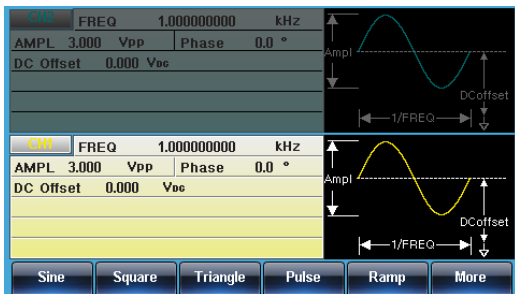 CH2 FREQ 1.000000000 kHz
AMPL 3.000 Vpp Phase 0.0 °
DC Offset 0.000 VDC
Ampl
DCoffset
1/FREQ
CH1 FREQ 1.000000000 kHz
AMPL 3.000 Vpp Phase 0.0 °
DC Offset 0.000 VDC
Ampl
DCoffset
1/FREQ
Sine Square Triangle Pulse Ramp More